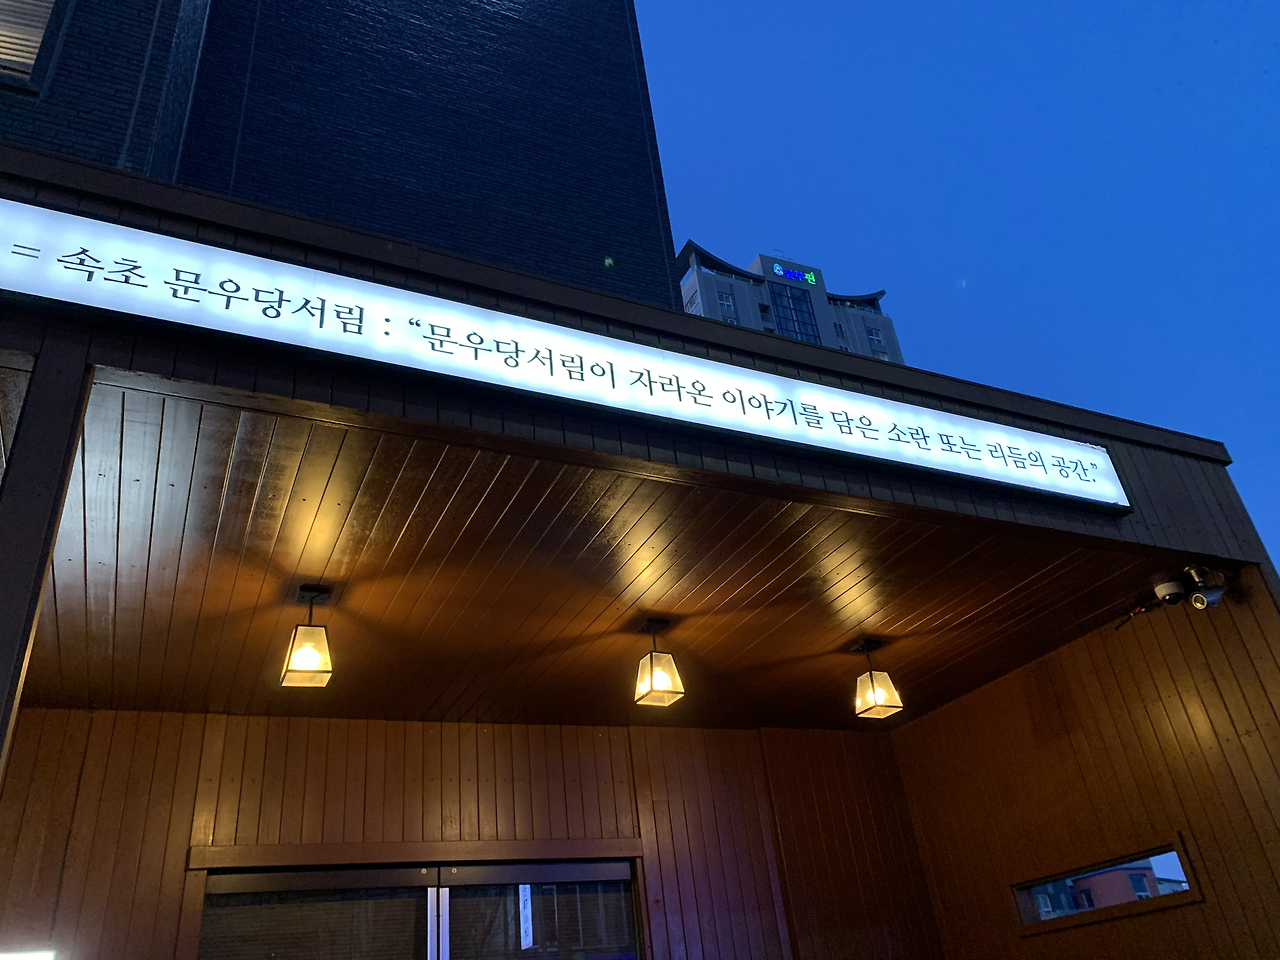 = 속초 문우당서림 : “문우당서림이 자라온 이야기를 담은 소란 또는 리듬의 공간.”